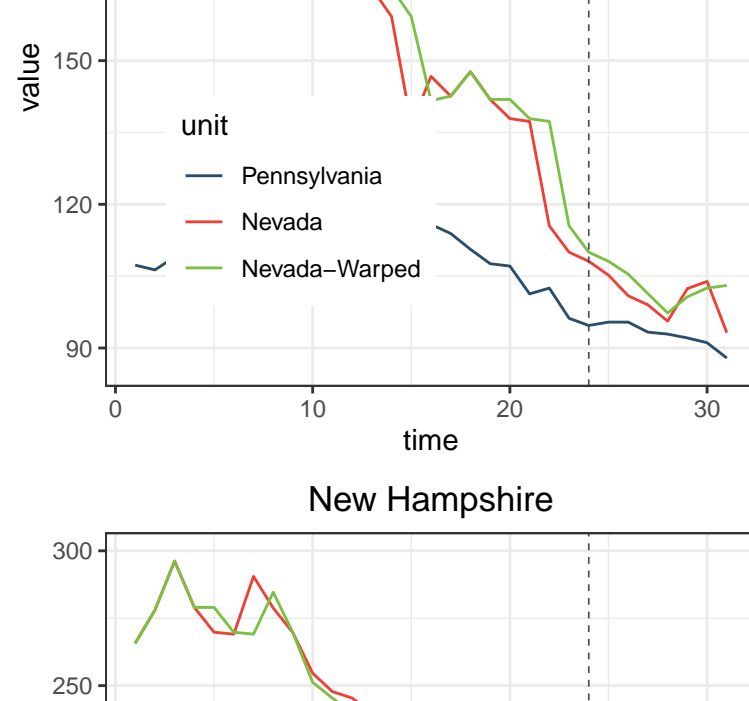 150
value
unit
Pennsylvania
120
Nevada
Nevada−Warped
90
0 10 20 30
time
New Hampshire
300
250